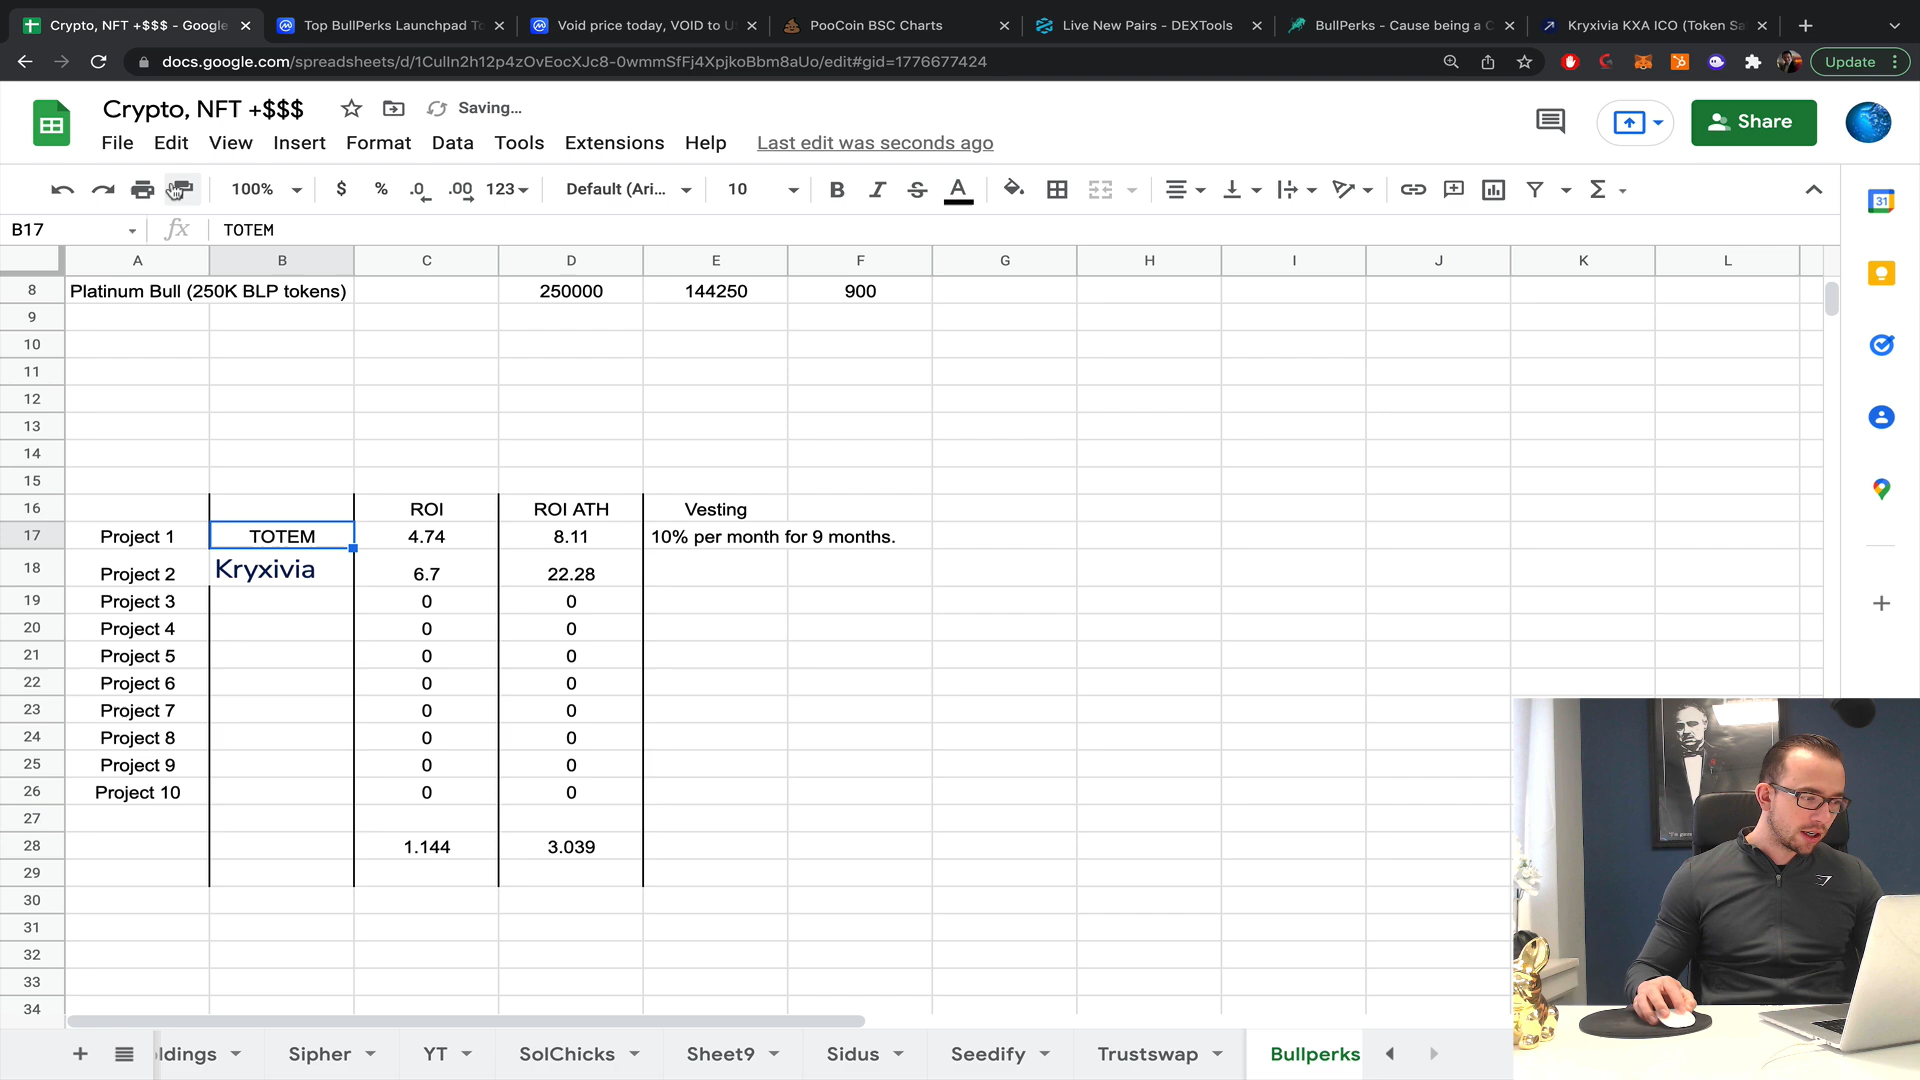 Crypto, NFT +$$$ - Google
Top BullPerks Launchpad To
Void price today, VOID to U
PooCoin BSC Charts
Live New Pairs - DEXTools
BullPerks - Cause being a C
Kryxivia KXA ICO (Token Sa
docs.google.com/spreadsheets/d/1CulIn2h12p4zOvEocXJc8-0wmmSfFj4XpjkoBbm8aUo/edit#gid=1776677424
Update
Crypto, NFT +$$$
Saving...
File Edit View Insert Format Data Tools Extensions Help Last edit was seconds ago
Share
100% $ % .0 .00 123 Default (Ari... 10 B I S A
31
B17 fx TOTEM
A B C D E F G H I J K L
8 Platinum Bull (250K BLP tokens) 250000 144250 900
9
10
11
12
13
14
15
16 ROI ROI ATH Vesting
17 Project 1 TOTEM 4.74 8.11 10% per month for 9 months.
18 Project 2 Kryxivia 6.7 22.28
19 Project 3 0 0
20 Project 4 0 0
21 Project 5 0 0
22 Project 6 0 0
23 Project 7 0 0
24 Project 8 0 0
25 Project 9 0 0
26 Project 10 0 0
27
28 1.144 3.039
29
30
31
32
33
34
ldings Sipher YT SolChicks Sheet9 Sidus Seedify Trustswap Bullperks